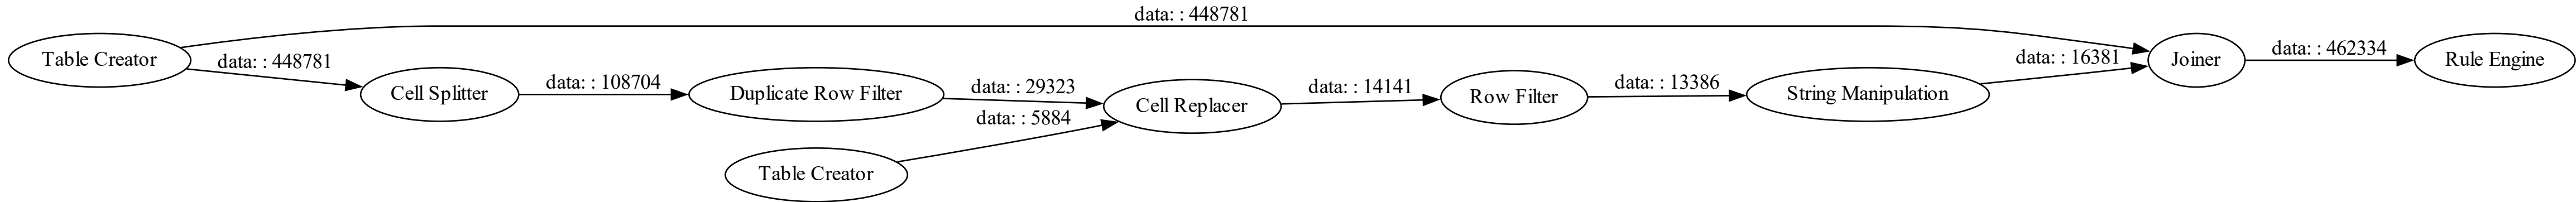 data: : 448781
Table Creator
data: : 448781
Cell Splitter
data: : 108704
Duplicate Row Filter
data: : 29323
data: : 5884
Table Creator
Cell Replacer
data: : 14141
Row Filter
data: : 13386
String Manipulation
data: : 16381
Joiner
data: : 462334
Rule Engine